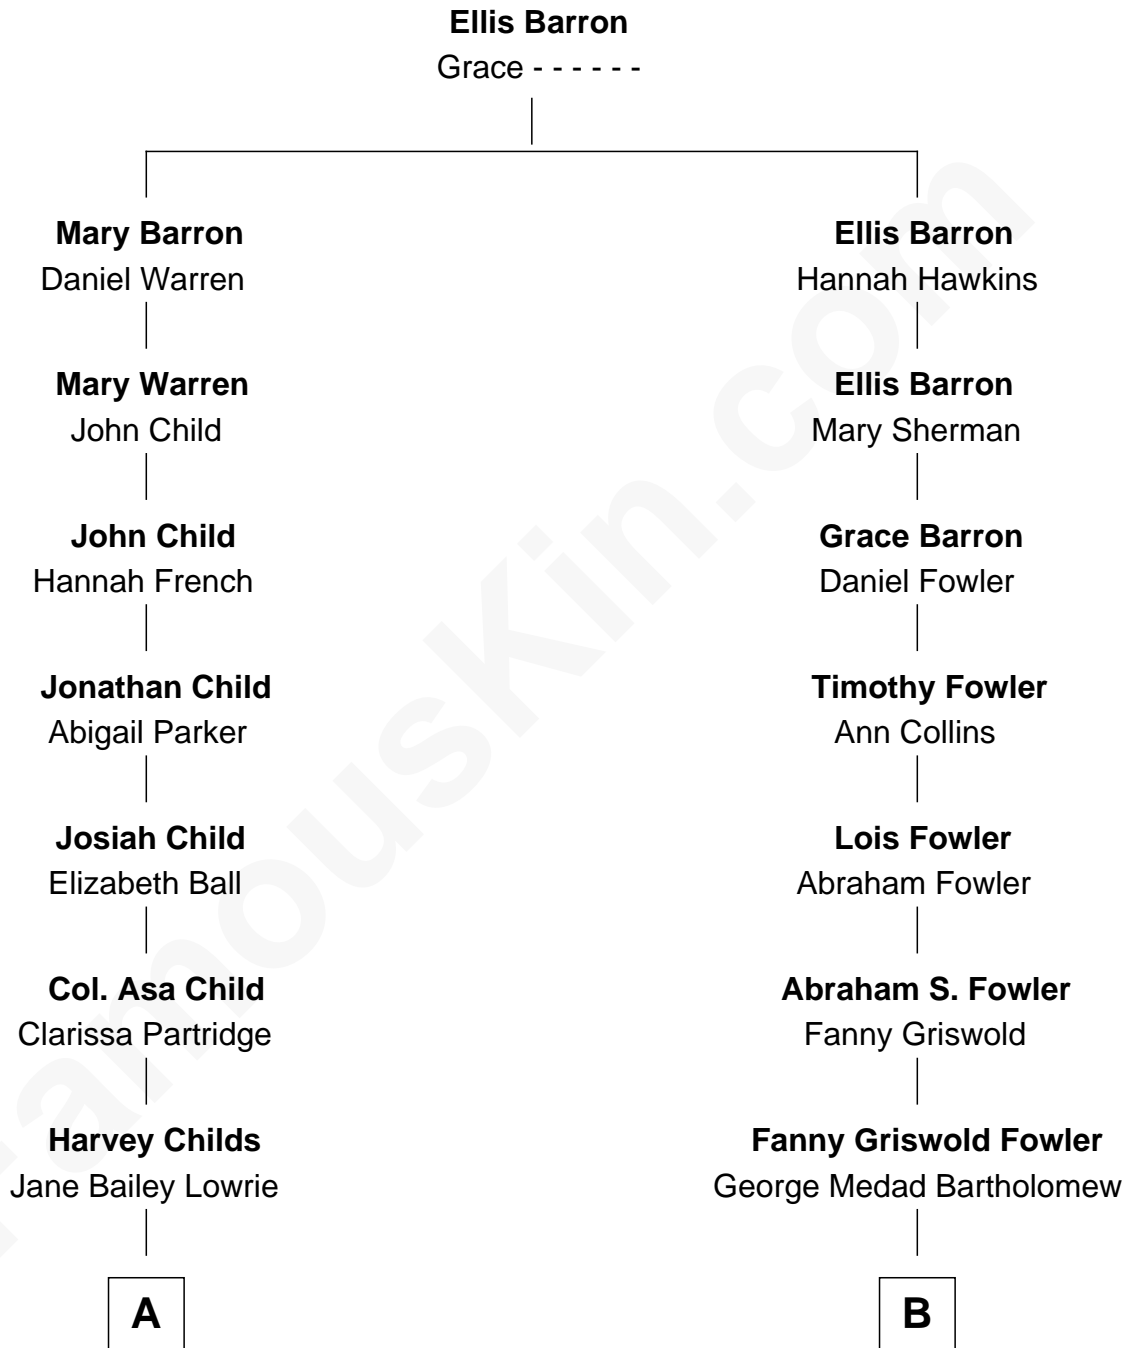 Ellis Barron
Grace - - - - - -
Mary Barron
Daniel Warren
Ellis Barron
Hannah Hawkins
Mary Warren
John Child
Ellis Barron
Mary Sherman
John Child
Hannah French
Grace Barron
Daniel Fowler
Jonathan Child
Abigail Parker
Timothy Fowler
Ann Collins
Josiah Child
Elizabeth Ball
Lois Fowler
Abraham Fowler
Col. Asa Child
Clarissa Partridge
Abraham S. Fowler
Fanny Griswold
Harvey Childs
Jane Bailey Lowrie
Fanny Griswold Fowler
George Medad Bartholomew
A
B
FamousKin.com